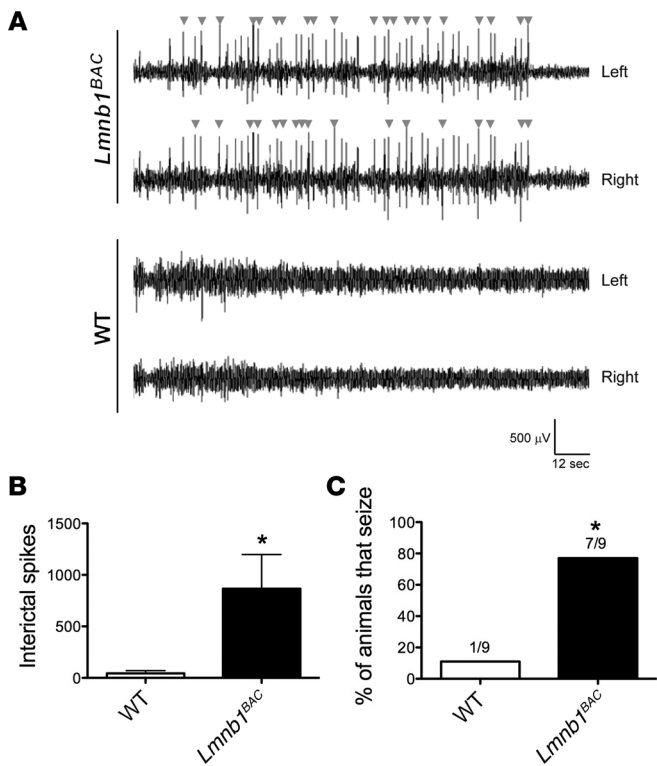 A
Lmnb1BAC
Left
Right
WT
Left
Right
500 µV
12 sec
B
Interictal spikes
1500
1000
500
0
*
WT
Lmnb1BAC
C
% of animals that seize
100
80
60
40
20
0
1/9
*
7/9
WT
Lmnb1BAC